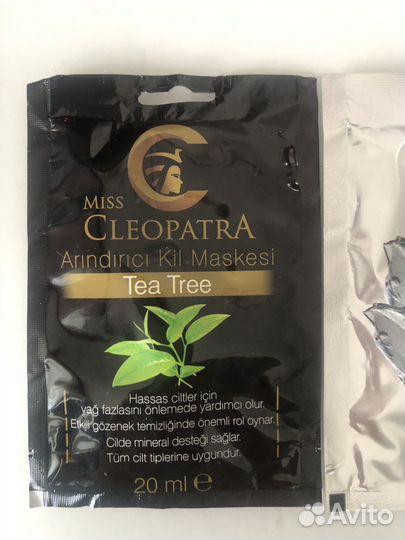 MISS
CLEOPATRA
Arındırıcı Kil Maskesi
Tea Tree
Hassas ciltler için
yağ fazlasını önlemede yardımcı olur.
Etkili gözenek temizliğinde önemli rol oynar.
Cilde mineral desteği sağlar.
Tüm cilt tiplerine uygundur.
20 ml ℮
Avito